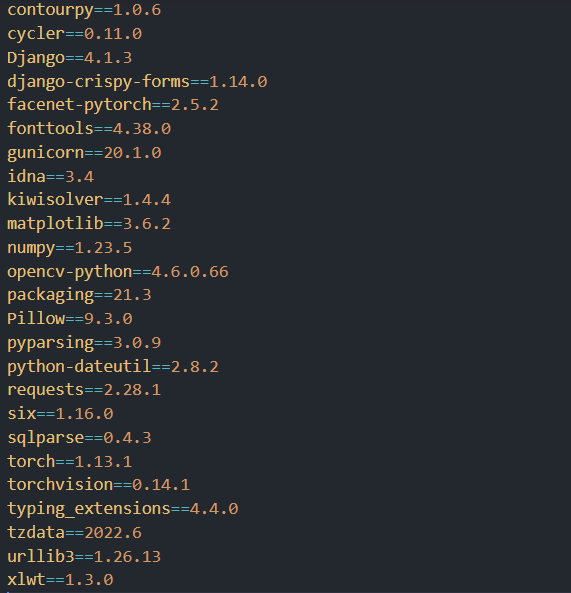 contourpy==1.0.6
cycler==0.11.0
Django==4.1.3
django-crispy-forms==1.14.0
facenet-pytorch==2.5.2
fonttools==4.38.0
gunicorn==20.1.0
idna==3.4
kiwisolver==1.4.4
matplotlib==3.6.2
numpy==1.23.5
opencv-python==4.6.0.66
packaging==21.3
Pillow==9.3.0
pyparsing==3.0.9
python-dateutil==2.8.2
requests==2.28.1
six==1.16.0
sqlparse==0.4.3
torch==1.13.1
torchvision==0.14.1
typing_extensions==4.4.0
tzdata==2022.6
urllib3==1.26.13
xlwt==1.3.0